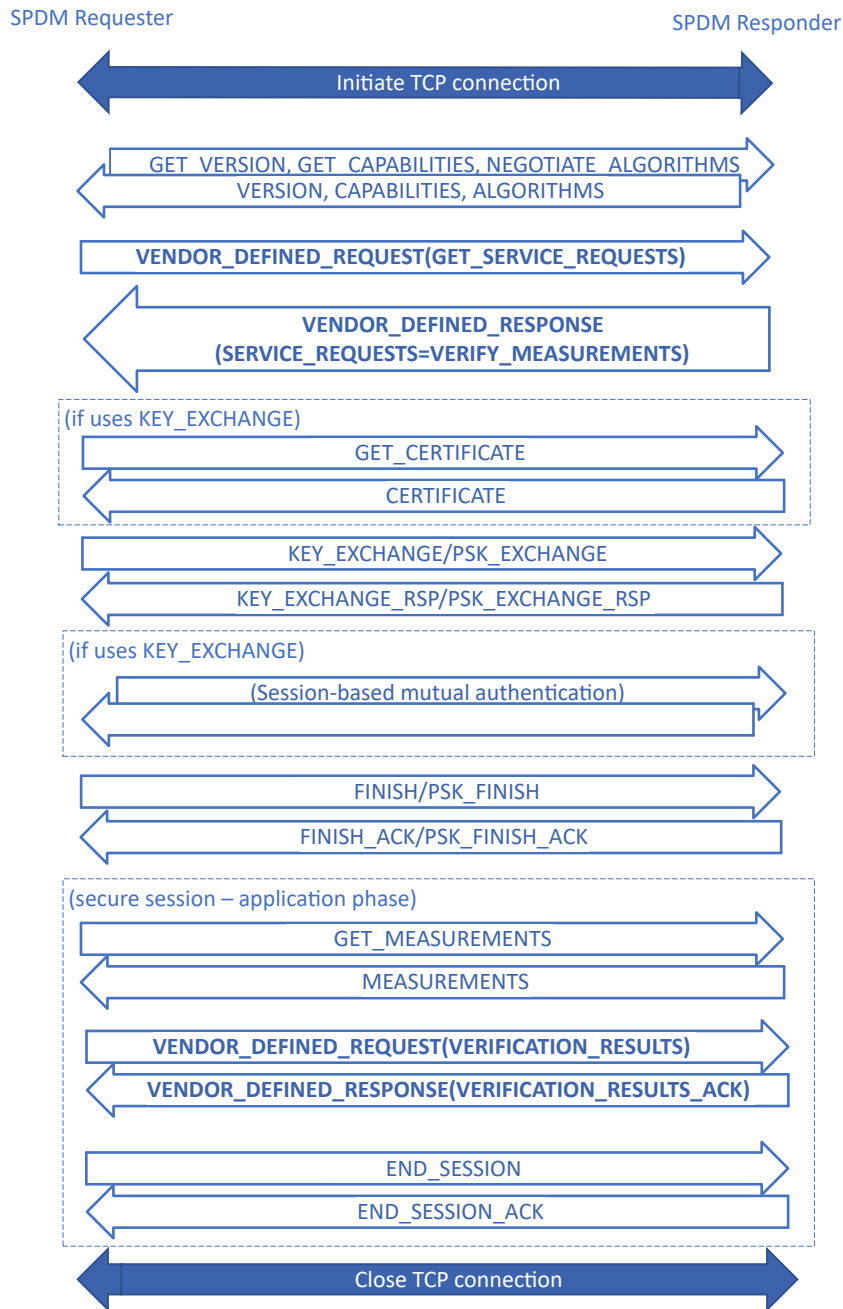 SPDM Requester
SPDM Responder
Initiate TCP connection
GET_VERSION, GET_CAPABILITIES, NEGOTIATE_ALGORITHMS
VERSION, CAPABILITIES, ALGORITHMS
VENDOR_DEFINED_REQUEST(GET_SERVICE_REQUESTS)
VENDOR_DEFINED_RESPONSE
(SERVICE_REQUESTS=VERIFY_MEASUREMENTS)
(if uses KEY_EXCHANGE)
GET_CERTIFICATE
CERTIFICATE
KEY_EXCHANGE/PSK_EXCHANGE
KEY_EXCHANGE_RSP/PSK_EXCHANGE_RSP
(if uses KEY_EXCHANGE)
(Session-based mutual authentication)
FINISH/PSK_FINISH
FINISH_ACK/PSK_FINISH_ACK
(secure session – application phase)
GET_MEASUREMENTS
MEASUREMENTS
VENDOR_DEFINED_REQUEST(VERIFICATION_RESULTS)
VENDOR_DEFINED_RESPONSE(VERIFICATION_RESULTS_ACK)
END_SESSION
END_SESSION_ACK
Close TCP connection